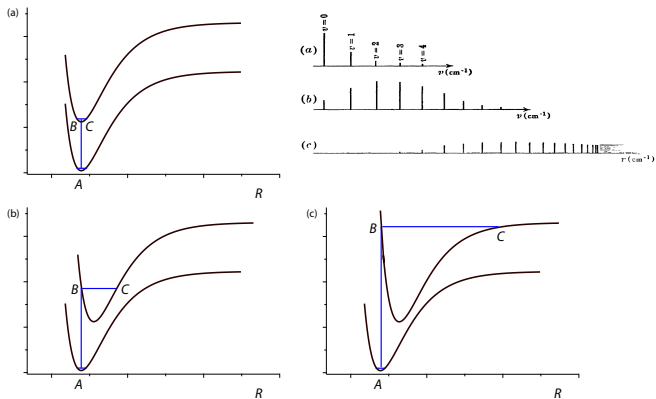 (a)
B C
A
R
v=0
v=1
v=2
v=3
v=4
(a)
ν(cm⁻¹)
(b)
ν(cm⁻¹)
(c)
ν(cm⁻¹)
(b)
B C
A
R
(c)
B
C
A
R